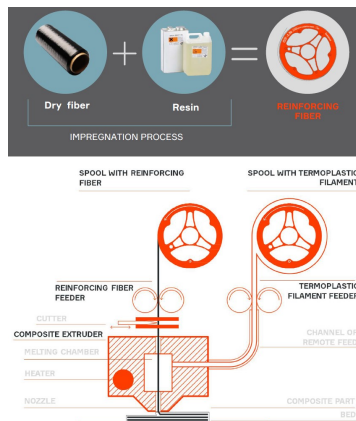 Dry fiber
Resin
REINFORCING
FIBER
IMPREGNATION PROCESS
SPOOL WITH REINFORCING
FIBER
SPOOL WITH TERMOPLASTIC
FILAMENT
REINFORCING FIBER
FEEDER
TERMOPLASTIC
FILAMENT FEEDER
CUTTER
COMPOSITE EXTRUDER
CHANNEL OF
REMOTE FEED
MELTING CHAMBER
HEATER
NOZZLE
COMPOSITE PART
BED